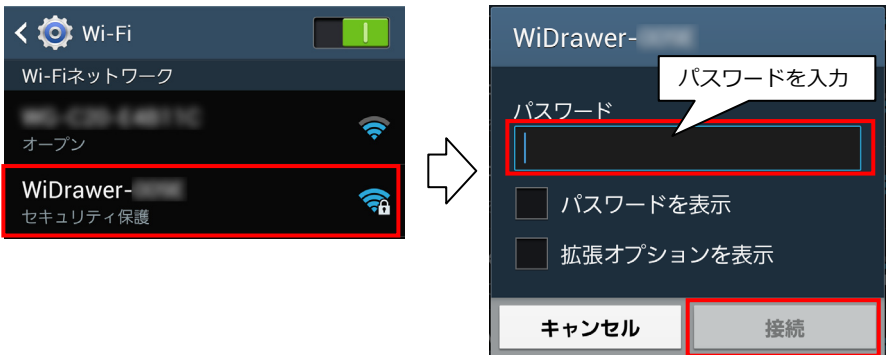 Wi-Fi
Wi-Fiネットワーク
オープン
WiDrawer-
セキュリティ保護
WiDrawer-
パスワードを入力
パスワード
パスワードを表示
拡張オプションを表示
キャンセル
接続